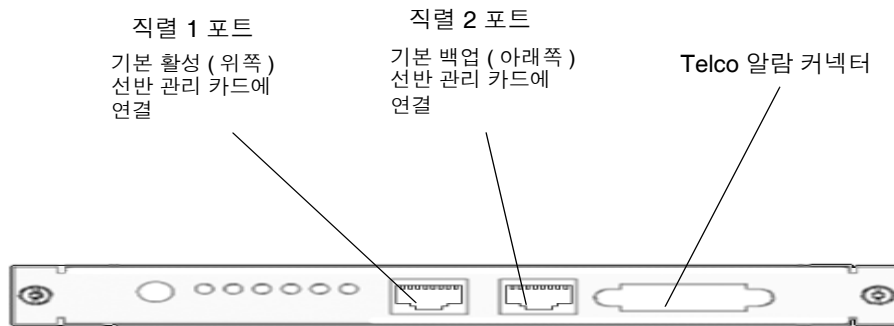 직렬 1 포트
기본 활성 ( 위쪽 )
선반 관리 카드에
연결
직렬 2 포트
기본 백업 ( 아래쪽 )
선반 관리 카드에
연결
Telco 알람 커넥터